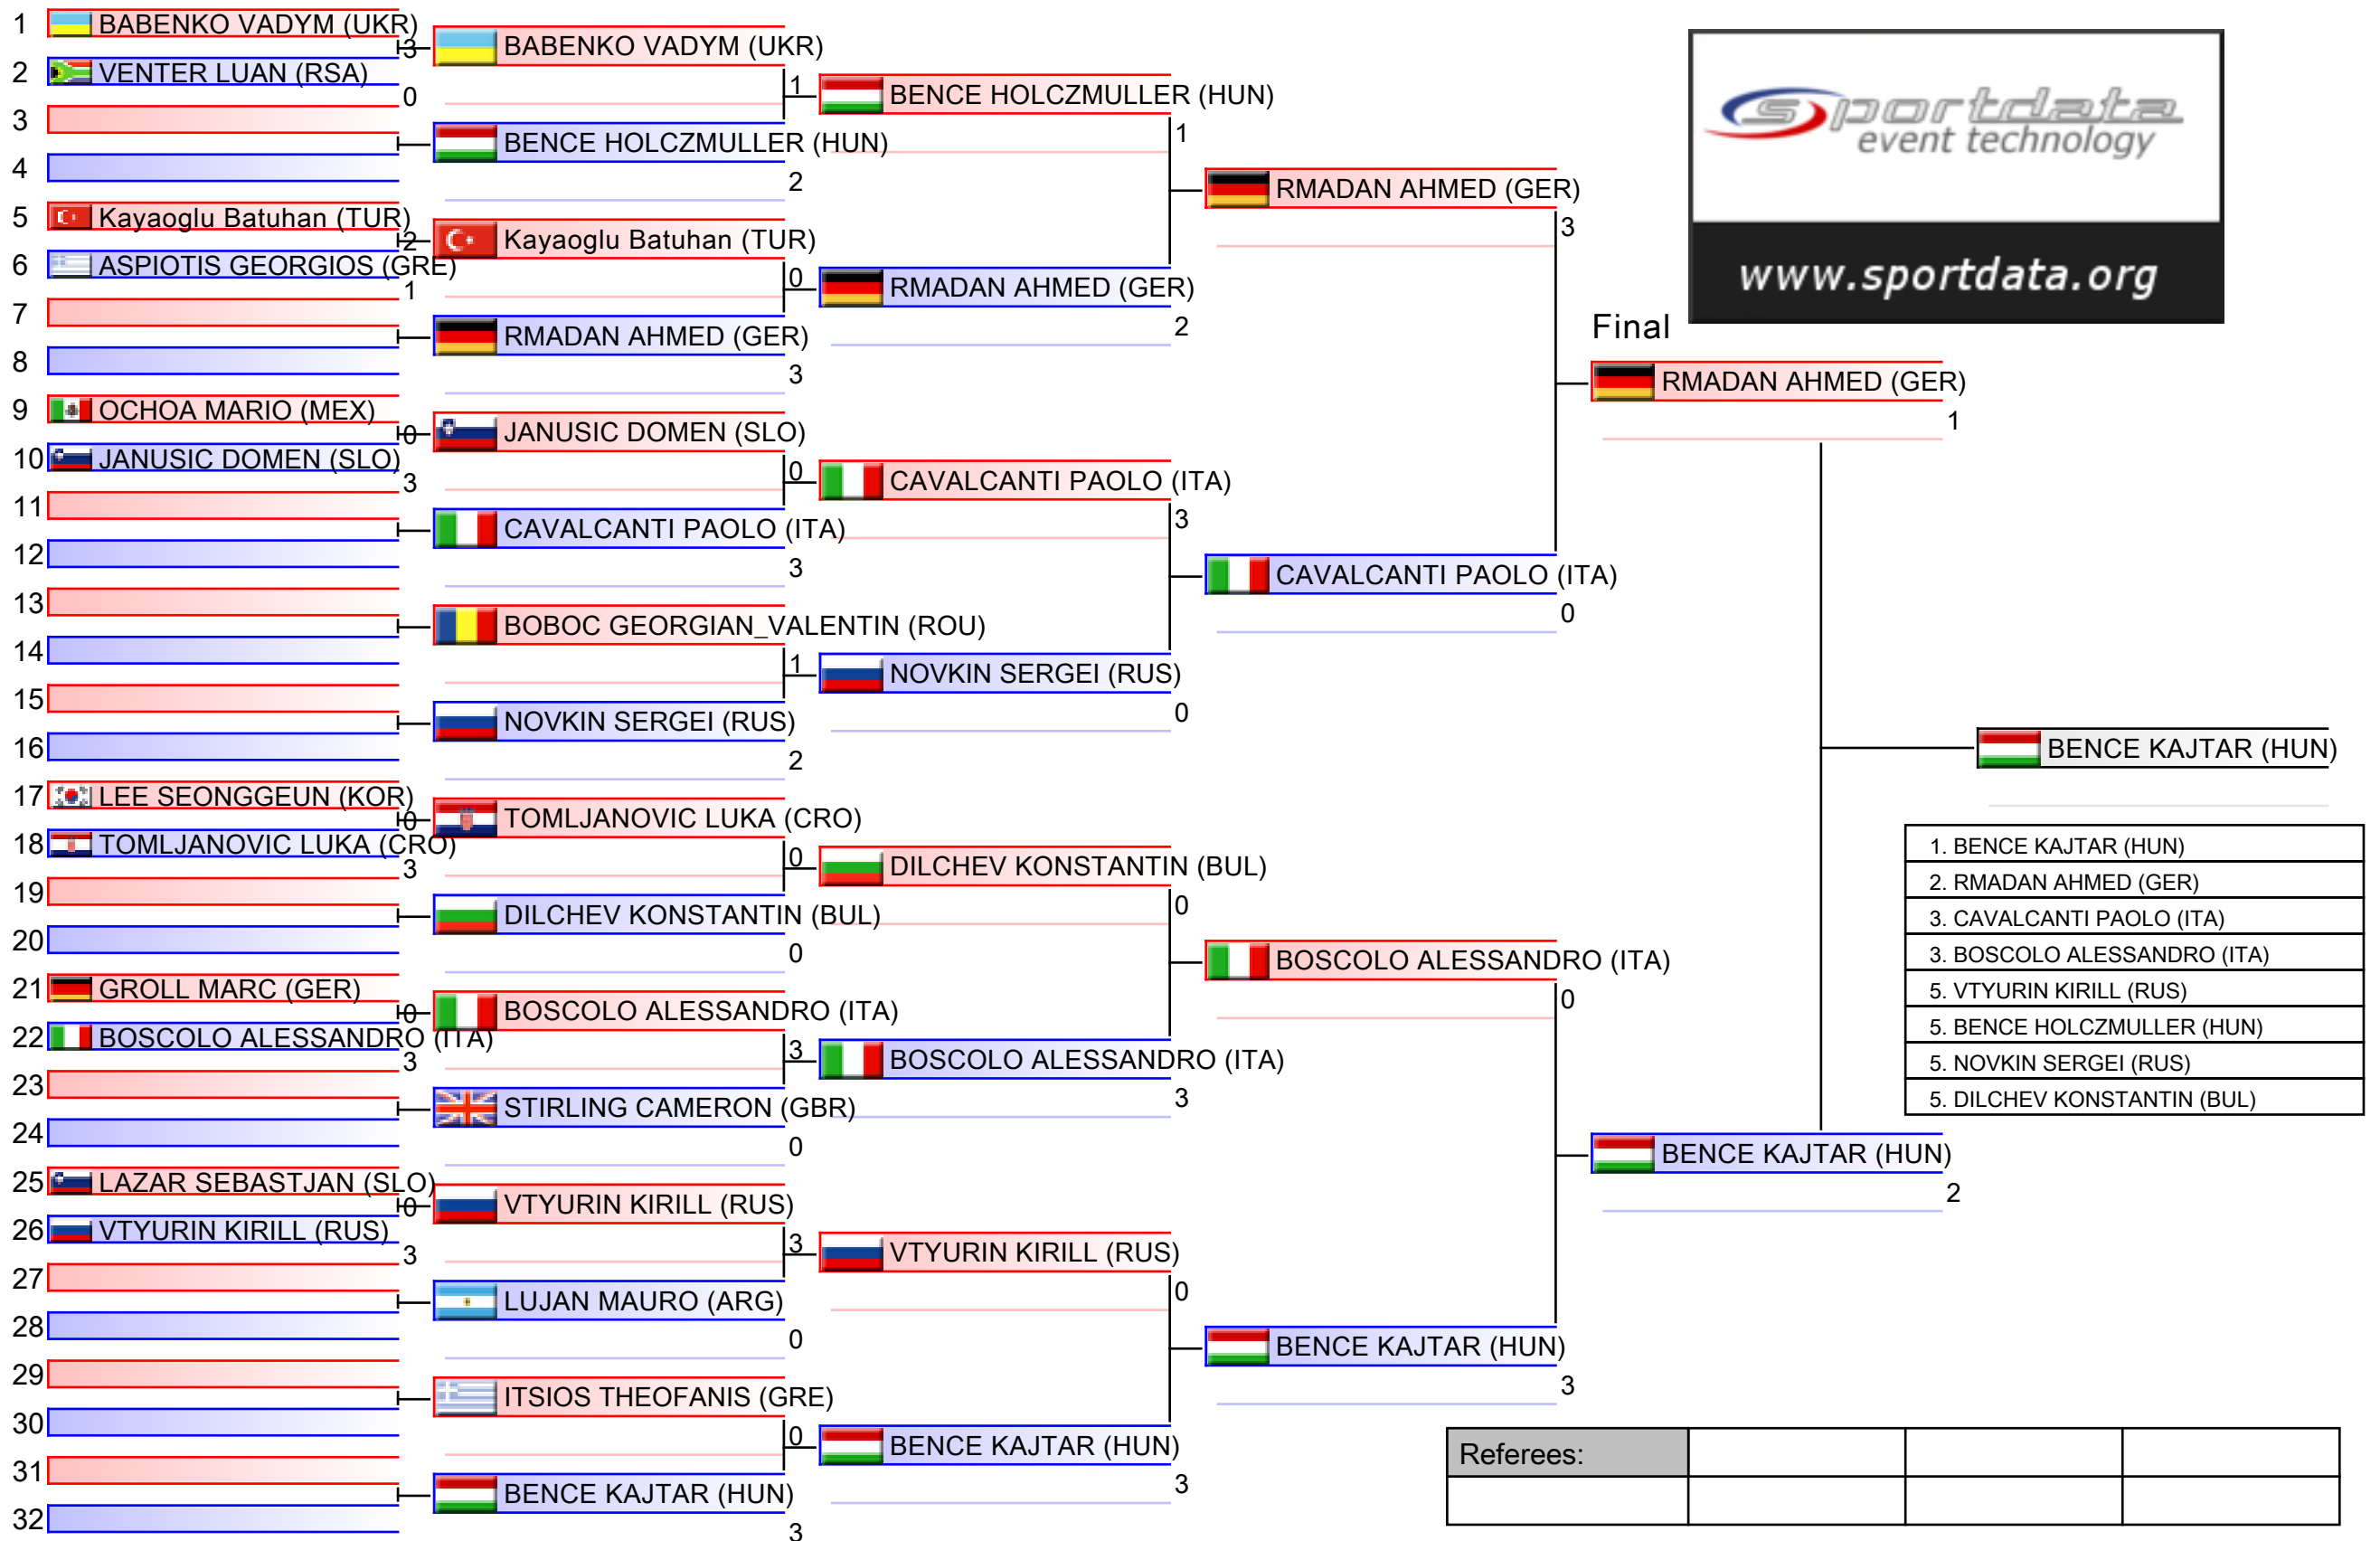 1 BABENKO VADYM (UKR)
3
2 VENTER LUAN (RSA)
0
3
4
5 Kayaoglu Batuhan (TUR)
2
6 ASPIOTIS GEORGIOS (GRE)
1
7
8
9 OCHOA MARIO (MEX)
0
10 JANUSIC DOMEN (SLO)
3
11
12
13
14
15
16
17 LEE SEONGGEUN (KOR)
0
18 TOMLJANOVIC LUKA (CRO)
3
19
20
21 GROLL MARC (GER)
0
22 BOSCOLO ALESSANDRO (ITA)
3
23
24
25 LAZAR SEBASTJAN (SLO)
0
26 VTYURIN KIRILL (RUS)
3
27
28
29
30
31
32
BABENKO VADYM (UKR)
1
BENCE HOLCZMULLER (HUN)
2
Kayaoglu Batuhan (TUR)
0
RMADAN AHMED (GER)
3
JANUSIC DOMEN (SLO)
0
CAVALCANTI PAOLO (ITA)
3
BOBOC GEORGIAN_VALENTIN (ROU)
1
NOVKIN SERGEI (RUS)
2
TOMLJANOVIC LUKA (CRO)
0
DILCHEV KONSTANTIN (BUL)
0
BOSCOLO ALESSANDRO (ITA)
3
STIRLING CAMERON (GBR)
0
VTYURIN KIRILL (RUS)
3
LUJAN MAURO (ARG)
0
ITSIOS THEOFANIS (GRE)
0
BENCE KAJTAR (HUN)
3
BENCE HOLCZMULLER (HUN)
1
RMADAN AHMED (GER)
2
CAVALCANTI PAOLO (ITA)
3
NOVKIN SERGEI (RUS)
0
DILCHEV KONSTANTIN (BUL)
0
BOSCOLO ALESSANDRO (ITA)
3
VTYURIN KIRILL (RUS)
0
BENCE KAJTAR (HUN)
3
RMADAN AHMED (GER)
3
CAVALCANTI PAOLO (ITA)
0
BOSCOLO ALESSANDRO (ITA)
0
BENCE KAJTAR (HUN)
3
sportdata
event technology
www.sportdata.org
Final
RMADAN AHMED (GER)
1
BENCE KAJTAR (HUN)
2
BENCE KAJTAR (HUN)
1. BENCE KAJTAR (HUN)
2. RMADAN AHMED (GER)
3. CAVALCANTI PAOLO (ITA)
3. BOSCOLO ALESSANDRO (ITA)
5. VTYURIN KIRILL (RUS)
5. BENCE HOLCZMULLER (HUN)
5. NOVKIN SERGEI (RUS)
5. DILCHEV KONSTANTIN (BUL)
Referees: